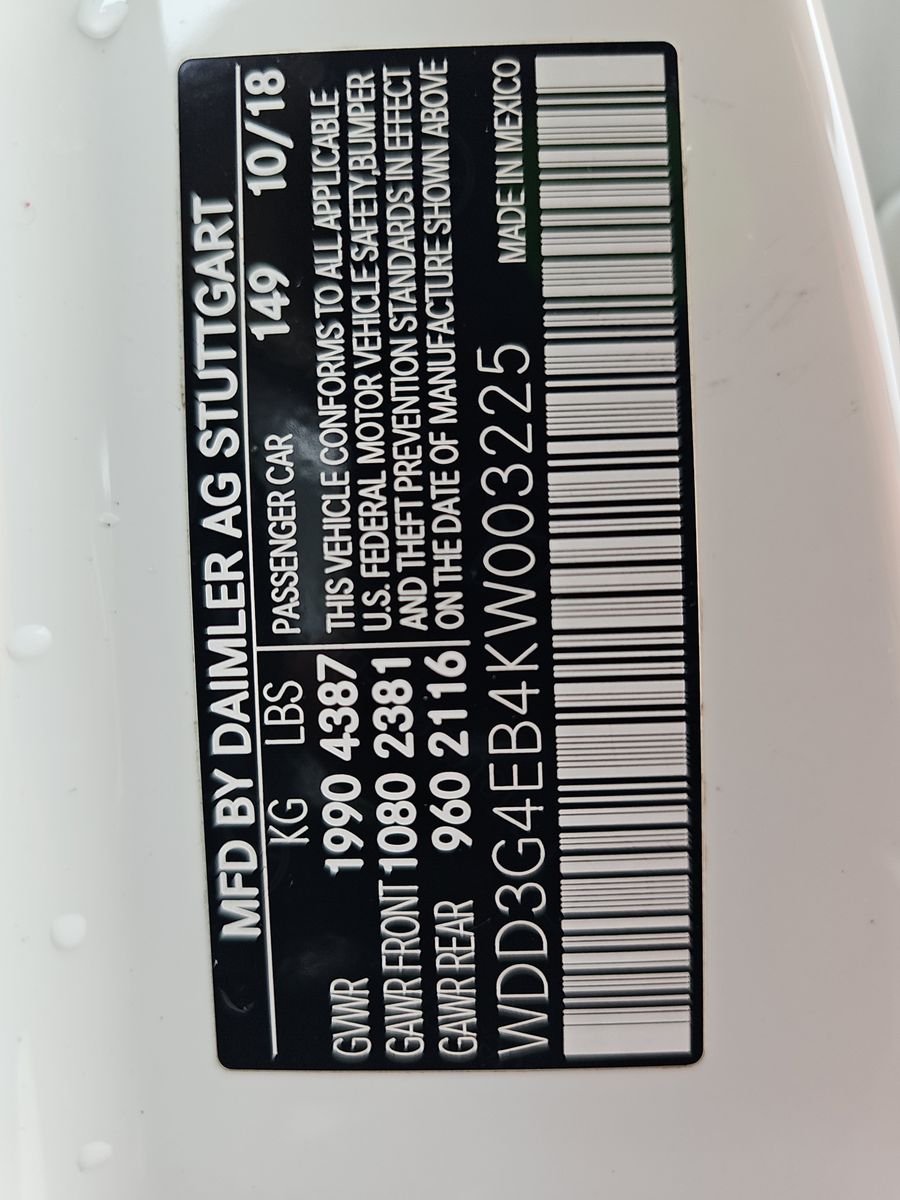 MFD BY DAIMLER AG STUTTGART
KG LBS PASSENGER CAR 149 10/18
GVWR 1990 4387
GAWR FRONT 1080 2381
GAWR REAR 960 2116
THIS VEHICLE CONFORMS TO ALL APPLICABLE
U.S. FEDERAL MOTOR VEHICLE SAFETY,BUMPER
AND THEFT PREVENTION STANDARDS IN EFFECT
ON THE DATE OF MANUFACTURE SHOWN ABOVE
WDD3G4EB4KW003225 MADE IN MEXICO